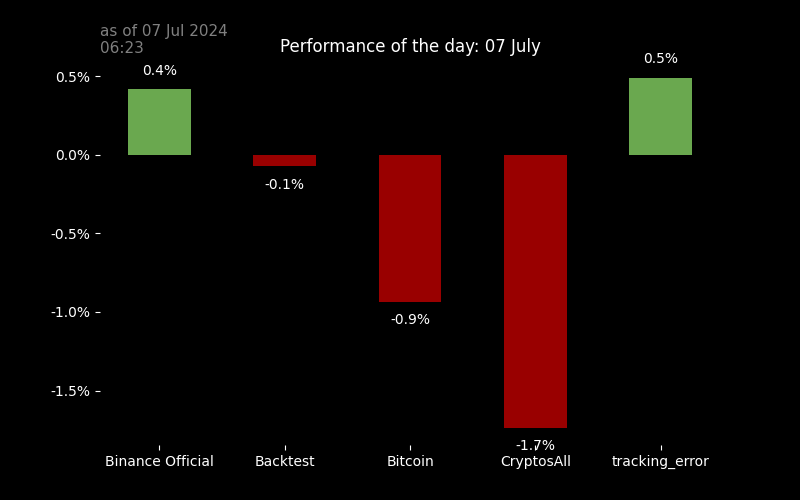 as of 07 Jul 2024
06:23
Performance of the day: 07 July
0.4%
0.5%
0.5%
0.0%
-0.1%
-0.5%
-1.0%
-0.9%
-1.5%
-1.7%
Binance Official
Backtest
Bitcoin
CryptosAll
tracking_error